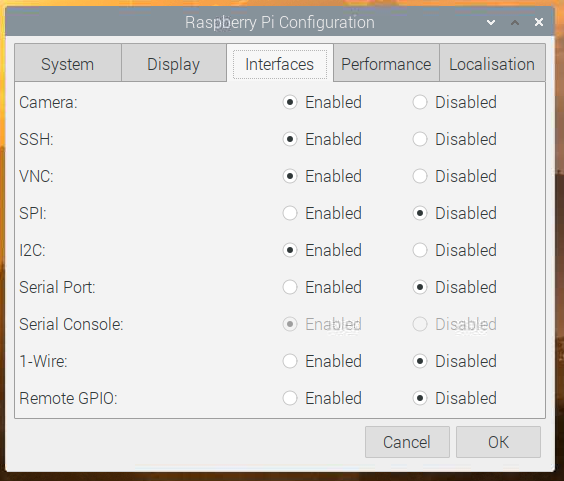 Raspberry Pi Configuration
System Display Interfaces Performance Localisation
Camera: Enabled Disabled
SSH: Enabled Disabled
VNC: Enabled Disabled
SPI: Enabled Disabled
I2C: Enabled Disabled
Serial Port: Enabled Disabled
Serial Console: Enabled Disabled
1-Wire: Enabled Disabled
Remote GPIO: Enabled Disabled
Cancel OK